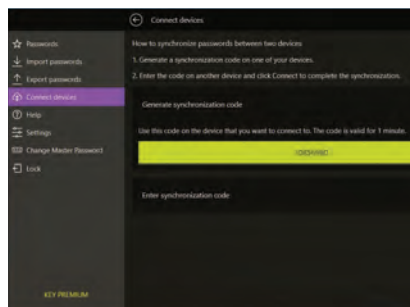 Connect devices
Passwords
Import passwords
Export passwords
Connect devices
Help
Settings
Change Master Password
Lock
KEY PREMIUM
How to synchronize passwords between two devices
1. Generate a synchronization code on one of your devices.
2. Enter the code on another device and click Connect to complete the synchronization.
Generate synchronization code
Use this code on the device that you want to connect to. The code is valid for 1 minute.
Enter synchronization code